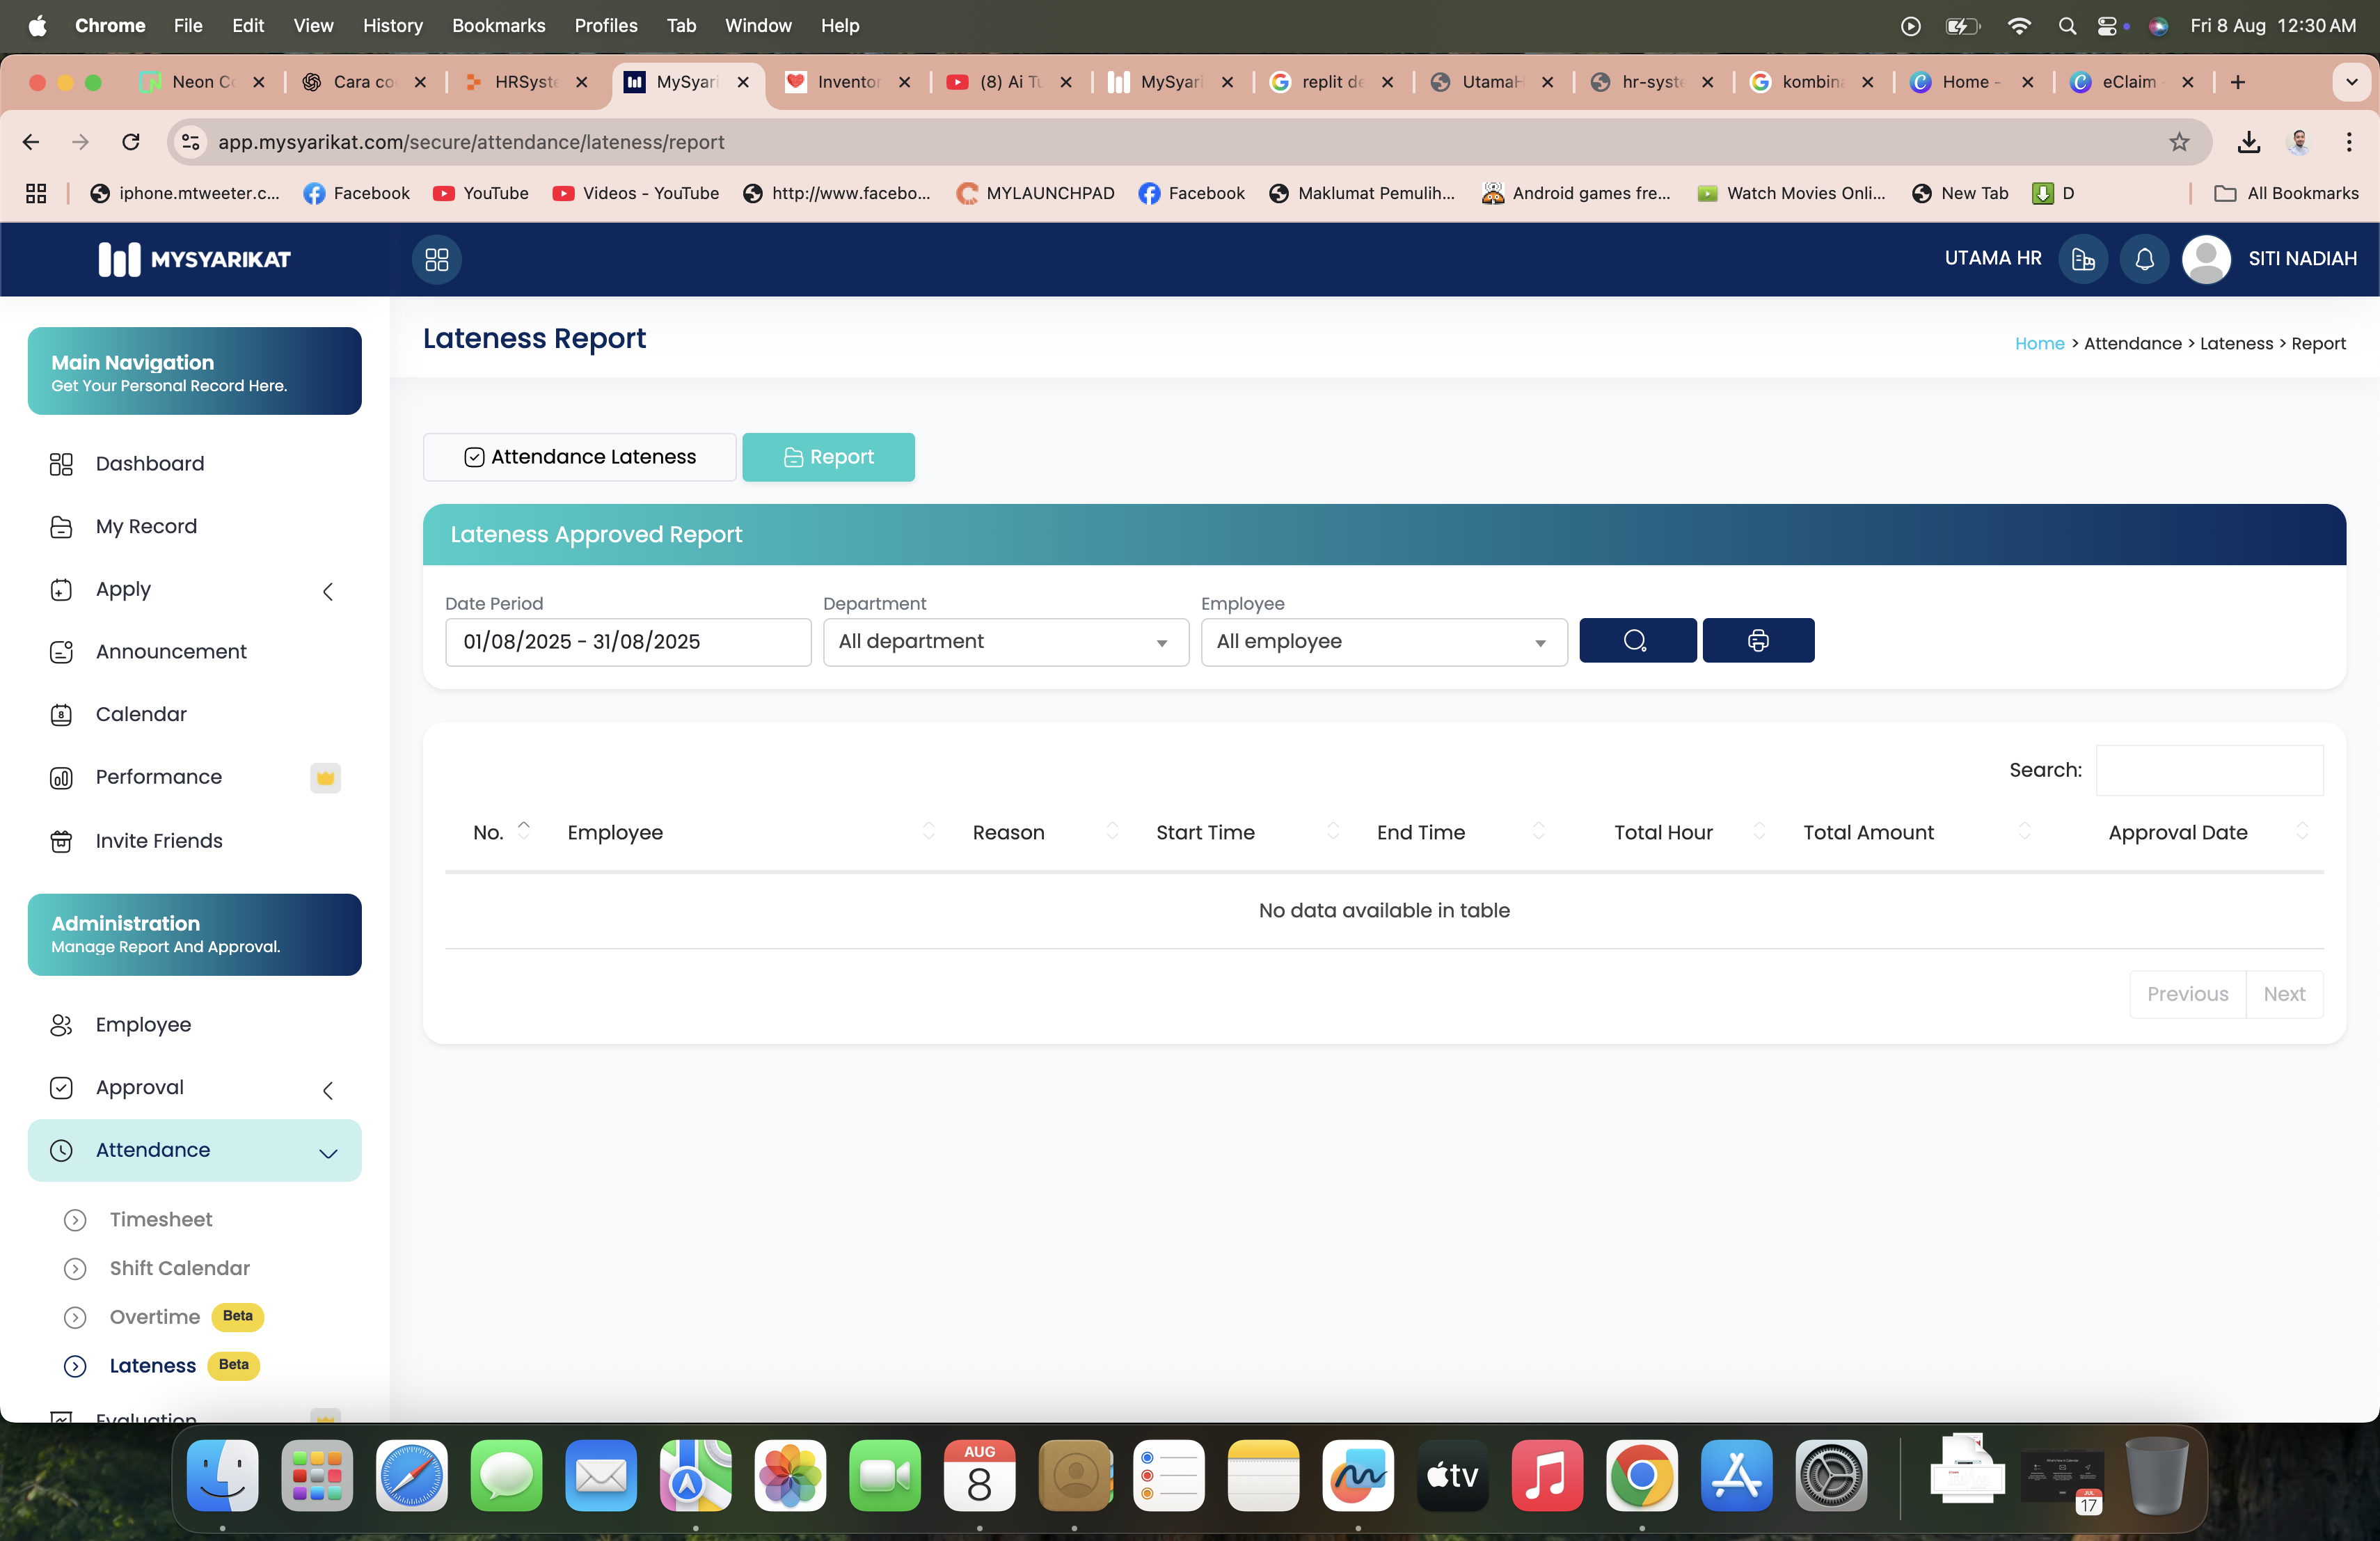 Chrome File Edit View History Bookmarks Profiles Tab Window Help Fri 8 Aug 12:30 AM
Neon C Cara co HRSyste MySyari Inventor (8) Ai Tu MySyari replit de UtamaH hr-syste kombina Home - eClaim
app.mysyarikat.com/secure/attendance/lateness/report
iphone.mtweeter.c... Facebook YouTube Videos - YouTube http://www.facebo... MYLAUNCHPAD Facebook Maklumat Pemulih... Android games fre... Watch Movies Onli... New Tab D All Bookmarks
MYSYARIKAT UTAMA HR SITI NADIAH
Lateness Report
Home > Attendance > Lateness > Report
Main Navigation
Get Your Personal Record Here.
Dashboard
My Record
Apply
Announcement
Calendar
8
Performance
Invite Friends
Administration
Manage Report And Approval.
Employee
Approval
Attendance
Timesheet
Shift Calendar
Overtime Beta
Lateness Beta
Evaluation
Attendance Lateness Report
Lateness Approved Report
Date Period Department Employee
01/08/2025 - 31/08/2025 All department All employee
Search:
No. Employee Reason Start Time End Time Total Hour Total Amount Approval Date
No data available in table
Previous Next
AUG
8
tv
JUL
17